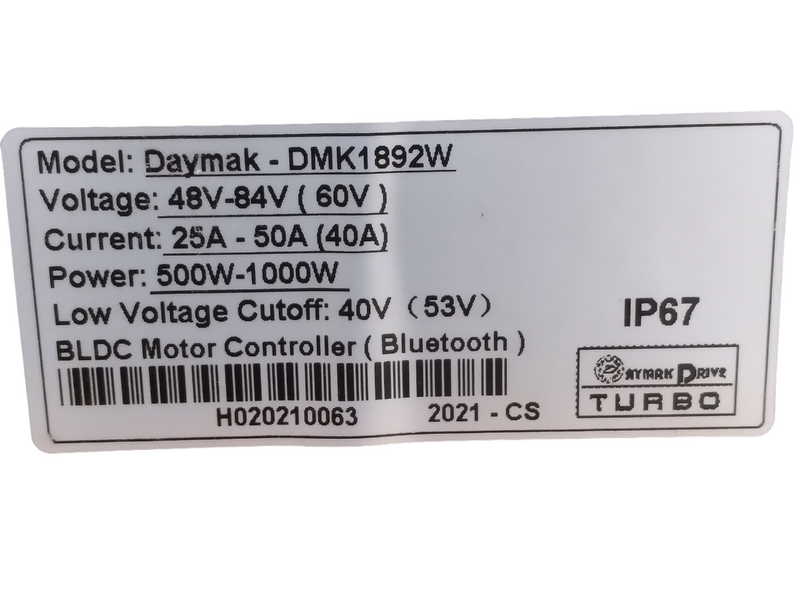 Model: Daymak - DMK1892W
Voltage: 48V-84V ( 60V )
Current: 25A - 50A (40A)
Power: 500W-1000W
Low Voltage Cutoff: 40V（53V）
IP67
BLDC Motor Controller ( Bluetooth )
DAYMAK DRIVE
TURBO
H020210063 2021 - CS